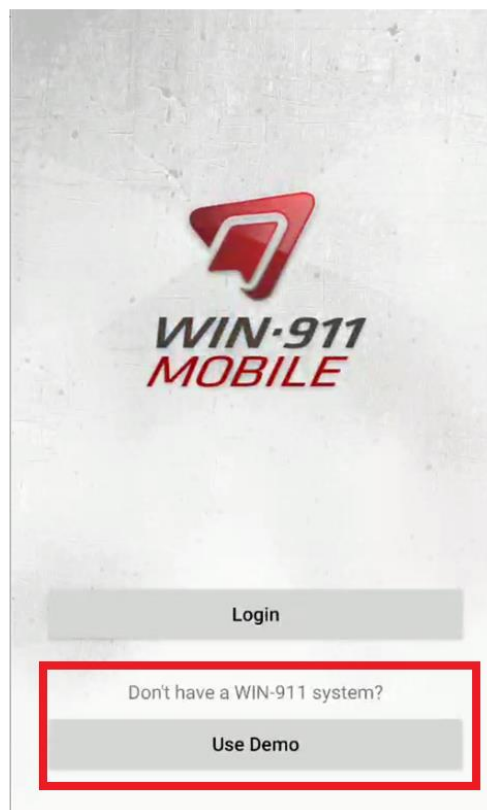 WIN-911
MOBILE
Login
Don't have a WIN-911 system?
Use Demo